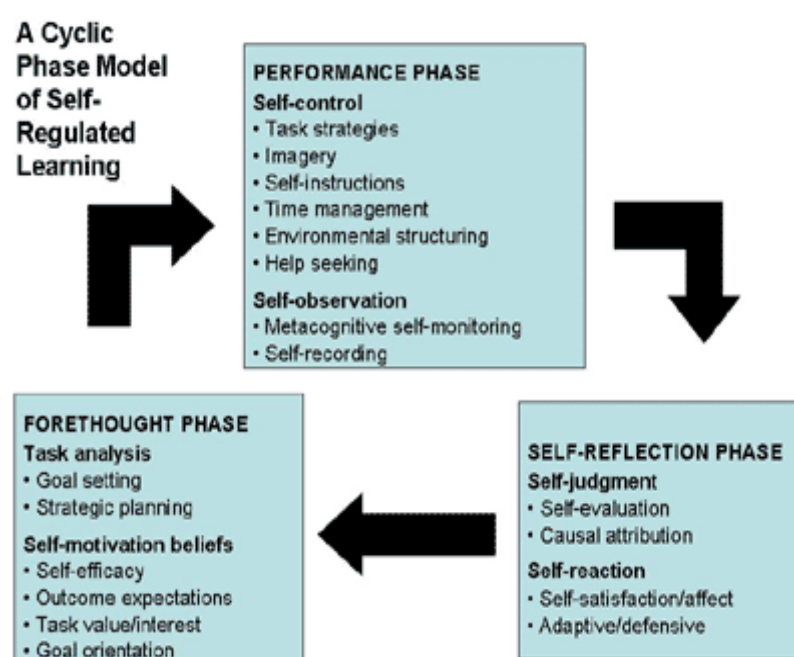 A Cyclic
Phase Model
of Self-
Regulated
Learning
PERFORMANCE PHASE
Self-control
• Task strategies
• Imagery
• Self-instructions
• Time management
• Environmental structuring
• Help seeking
Self-observation
• Metacognitive self-monitoring
• Self-recording
FORETHOUGHT PHASE
Task analysis
• Goal setting
• Strategic planning
Self-motivation beliefs
• Self-efficacy
• Outcome expectations
• Task value/interest
• Goal orientation
SELF-REFLECTION PHASE
Self-judgment
• Self-evaluation
• Causal attribution
Self-reaction
• Self-satisfaction/affect
• Adaptive/defensive